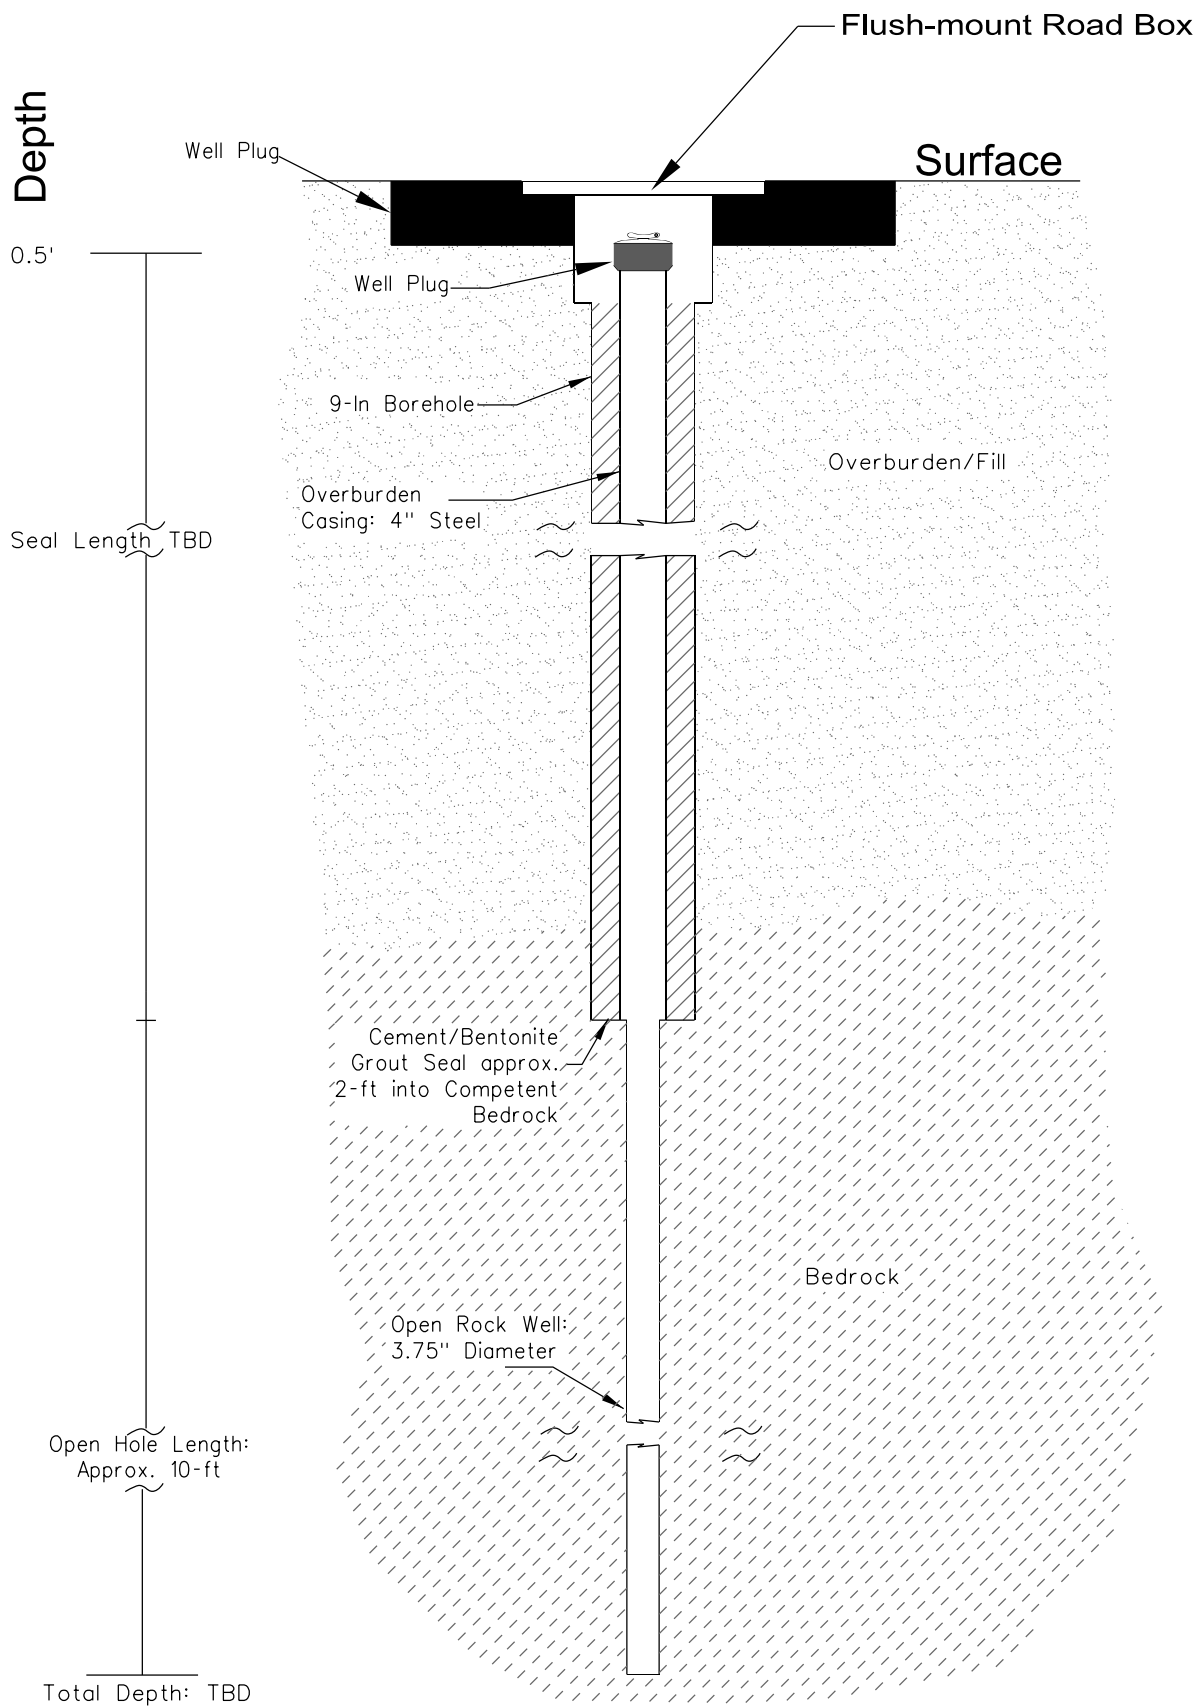 Flush-mount Road Box
Depth
Well Plug
Surface
0.5'
Well Plug
9-In Borehole
Overburden/Fill
Overburden
Casing: 4" Steel
Seal Length TBD
Cement/Bentonite
Grout Seal approx.
2-ft into Competent
Bedrock
Bedrock
Open Rock Well:
3.75" Diameter
Open Hole Length:
Approx. 10-ft
Total Depth: TBD